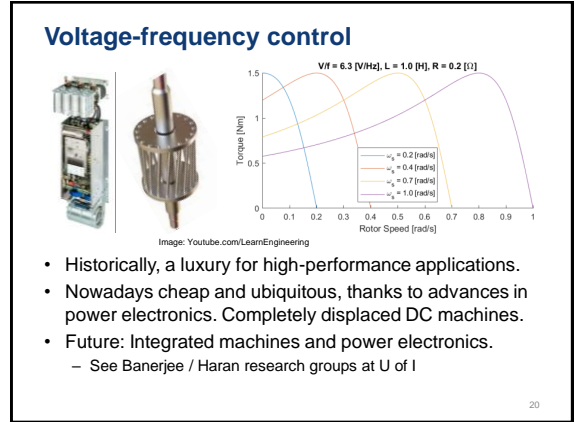 Voltage-frequency control
V/f = 6.3 [V/Hz], L = 1.0 [H], R = 0.2 [Ω]
1.5
1
0.5
0
Torque [Nm]
ωs = 0.2 [rad/s]
ωs = 0.4 [rad/s]
ωs = 0.7 [rad/s]
ωs = 1.0 [rad/s]
0 0.1 0.2 0.3 0.4 0.5 0.6 0.7 0.8 0.9 1
Rotor Speed [rad/s]
Image: Youtube.com/LearnEngineering
• Historically, a luxury for high-performance applications.
• Nowadays cheap and ubiquitous, thanks to advances in
power electronics. Completely displaced DC machines.
• Future: Integrated machines and power electronics.
– See Banerjee / Haran research groups at U of I
20